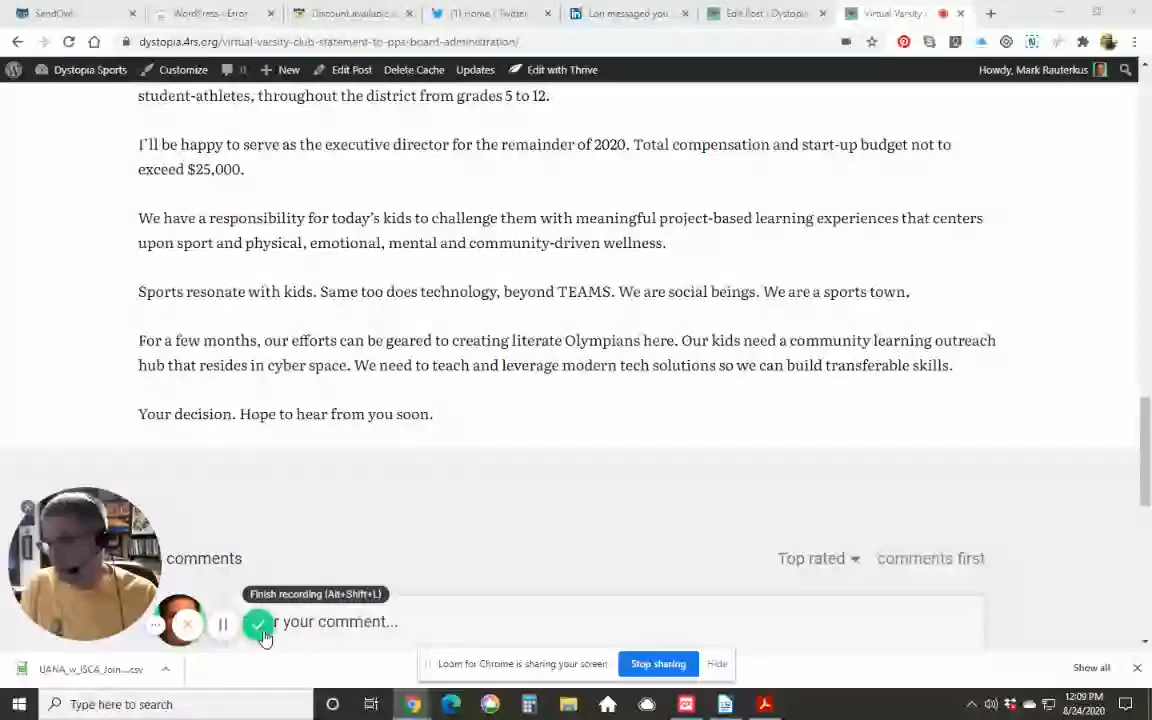 SendOwl
WordPress › Error
Discount available
(1) Home / Twitter
Lori messaged you
Edit Post ‹ Dystopia
Virtual Varsity
dystopia.4rs.org/virtual-varsity-club-statement-to-pps-board-administration/
Dystopia Sports Customize 0 New Edit Post Delete Cache Updates Edit with Thrive Howdy, Mark Rauterkus
student-athletes, throughout the district from grades 5 to 12.
I'll be happy to serve as the executive director for the remainder of 2020. Total compensation and start-up budget not to
exceed $25,000.
We have a responsibility for today's kids to challenge them with meaningful project-based learning experiences that centers
upon sport and physical, emotional, mental and community-driven wellness.
Sports resonate with kids. Same too does technology, beyond TEAMS. We are social beings. We are a sports town.
For a few months, our efforts can be geared to creating literate Olympians here. Our kids need a community learning outreach
hub that resides in cyber space. We need to teach and leverage modern tech solutions so we can build transferable skills.
Your decision. Hope to hear from you soon.
comments Top rated comments first
Finish recording (Alt+Shift+L)
r your comment...
Loom for Chrome is sharing your screen. Stop sharing Hide
UANA_w_ISCA_Join....csv
Show all
Type here to search
12:09 PM
8/24/2020